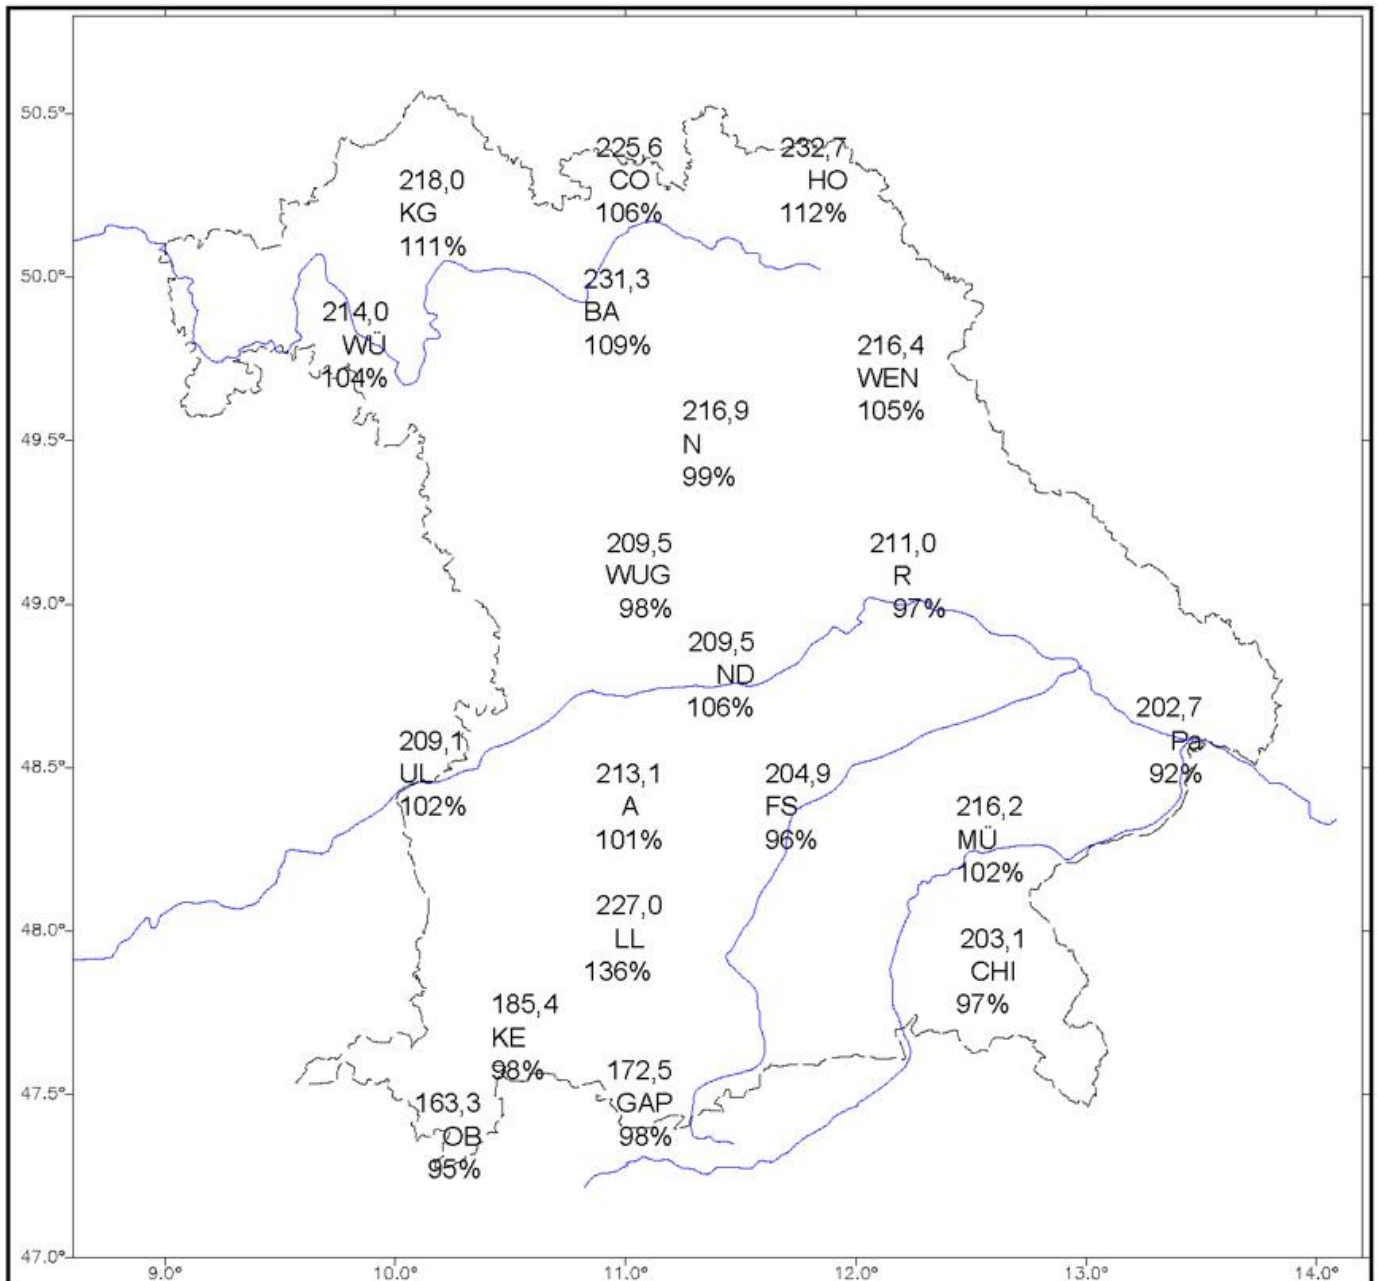 50.5°
225,6
CO
106%
232,7
HO
112%
218,0
KG
111%
50.0°
231,3
BA
109%
214,0
WÜ
104%
216,4
WEN
105%
49.5°
216,9
N
99%
209,5
WUG
98%
211,0
R
97%
49.0°
209,5
ND
106%
202,7
Pa
92%
209,1
UL
102%
48.5°
213,1
A
101%
204,9
FS
96%
216,2
MÜ
102%
48.0°
227,0
LL
136%
203,1
CHI
97%
185,4
KE
98%
47.5°
172,5
GAP
98%
163,3
OB
95%
47.0°
9.0° 10.0° 11.0° 12.0° 13.0° 14.0°